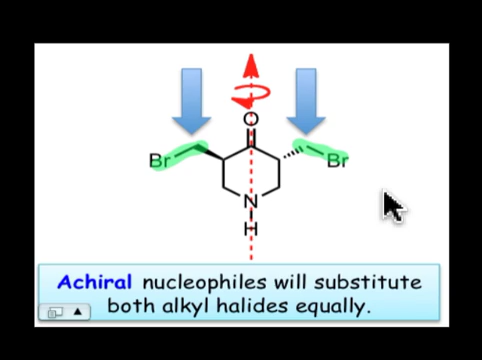 O
Br
Br
N
H
Achiral nucleophiles will substitute
both alkyl halides equally.